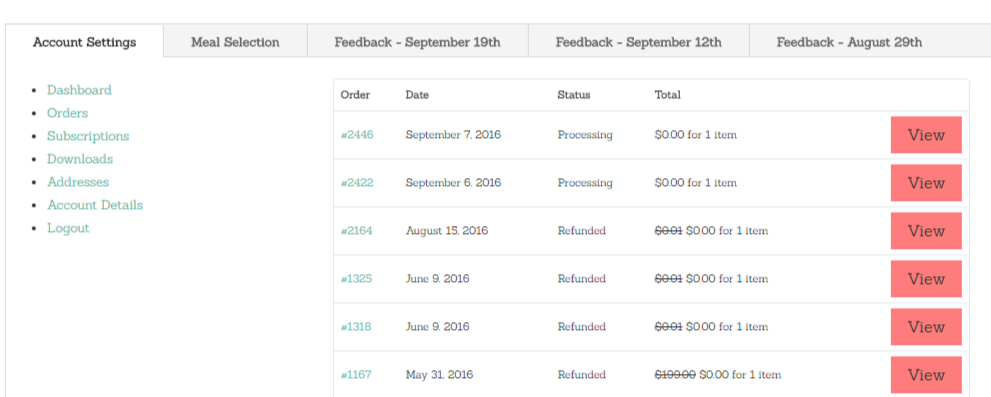 Account Settings Meal Selection Feedback - September 19th Feedback - September 12th Feedback - August 29th
Dashboard
Orders
Subscriptions
Downloads
Addresses
Account Details
Logout
Order Date Status Total
#2446 September 7, 2016 Processing $0.00 for 1 item View
#2422 September 6, 2016 Processing $0.00 for 1 item View
#2164 August 15, 2016 Refunded $0.01 $0.00 for 1 item View
#1325 June 9, 2016 Refunded $0.01 $0.00 for 1 item View
#1318 June 9, 2016 Refunded $0.01 $0.00 for 1 item View
#1167 May 31, 2016 Refunded $199.00 $0.00 for 1 item View